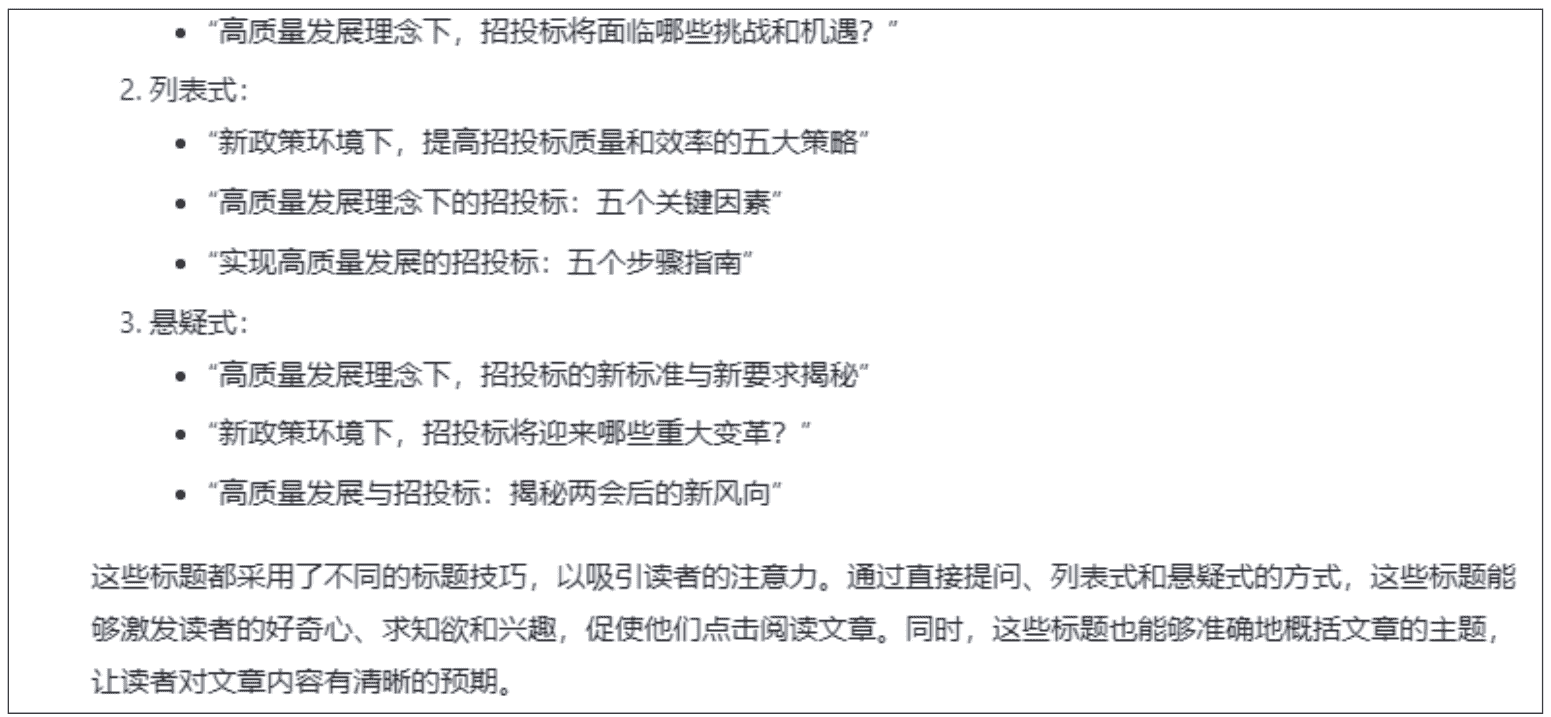 • “高质量发展理念下，招投标将面临哪些挑战和机遇？”
2. 列表式：
• “新政策环境下，提高招投标质量和效率的五大策略”
• “高质量发展理念下的招投标：五个关键因素”
• “实现高质量发展的招投标：五个步骤指南”
3. 悬疑式：
• “高质量发展理念下，招投标的新标准与新要求揭秘”
• “新政策环境下，招投标将迎来哪些重大变革？”
• “高质量发展与招投标：揭秘两会后的新风向”
这些标题都采用了不同的标题技巧，以吸引读者的注意力。通过直接提问、列表式和悬疑式的方式，这些标题能
够激发读者的好奇心、求知欲和兴趣，促使他们点击阅读文章。同时，这些标题也能够准确地概括文章的主题，
让读者对文章内容有清晰的预期。